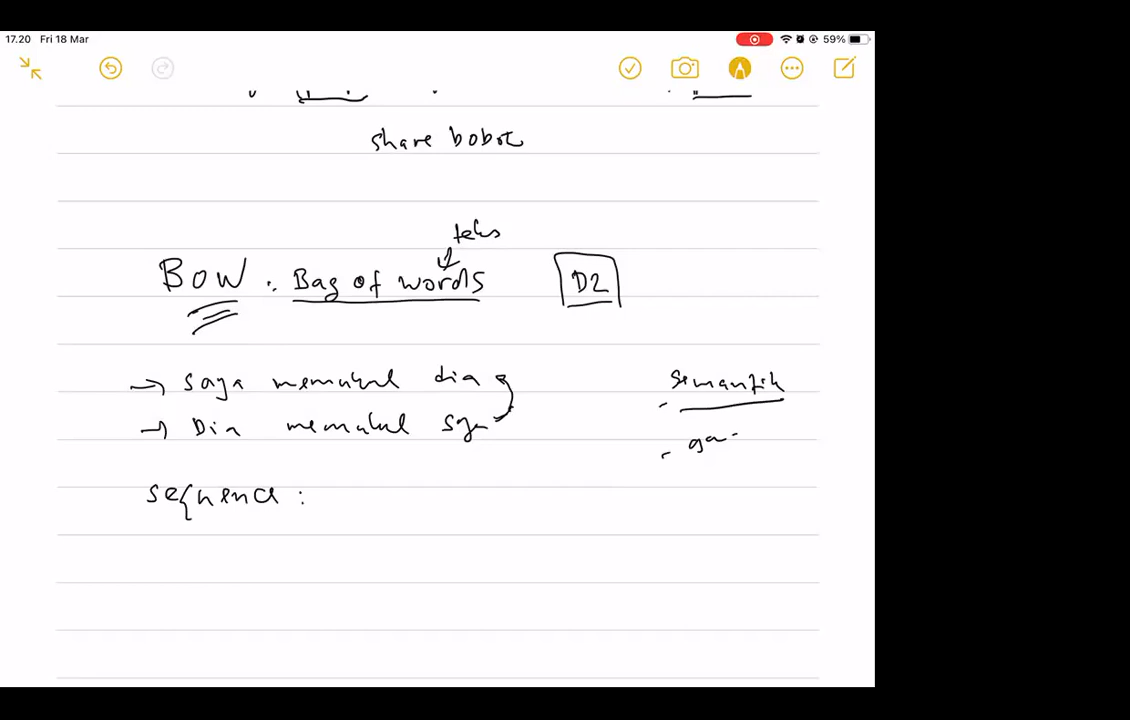 17.20 Fri 18 Mar 59%
share bobot
teks
BOW : Bag of words D2
→ saya memukul dia
semantik
→ Dia memukul saya
- ga -
sequence :